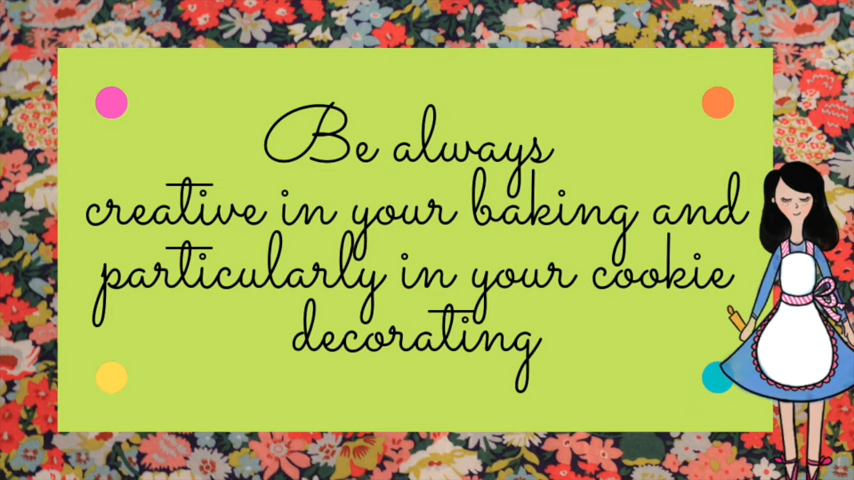 Be always
creative in your baking and
particularly in your cookie
decorating